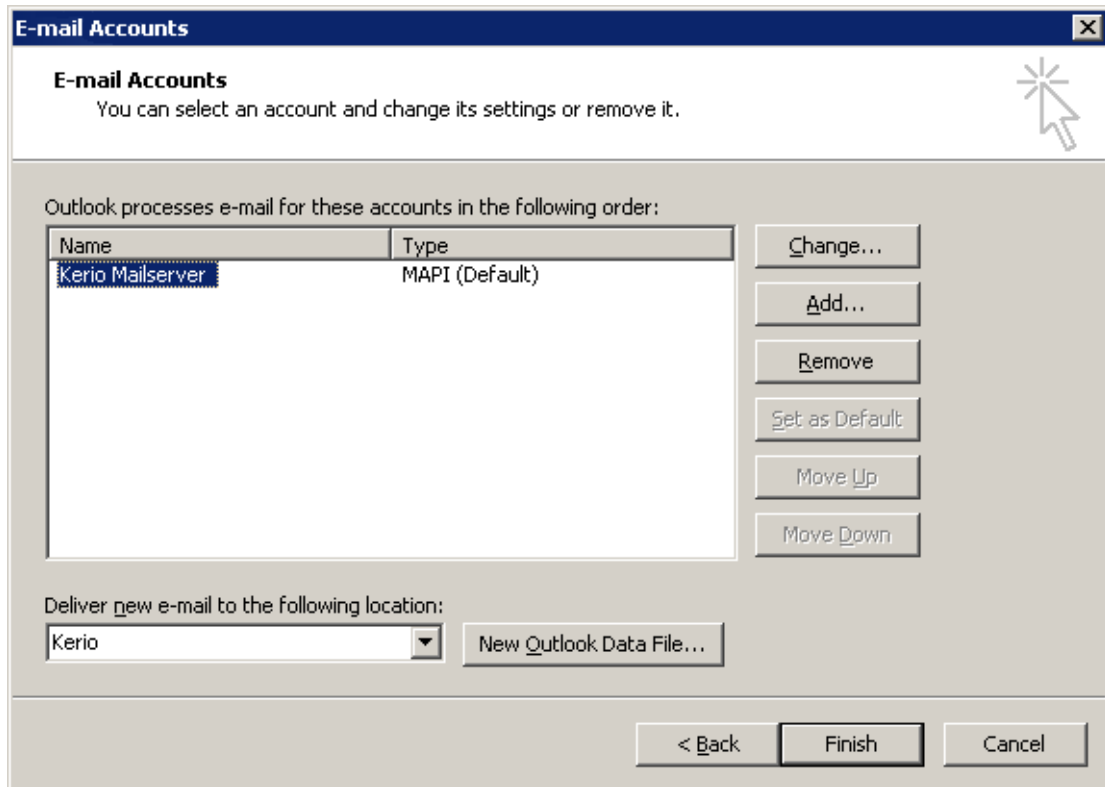 E-mail Accounts
E-mail Accounts
You can select an account and change its settings or remove it.
Outlook processes e-mail for these accounts in the following order:
Name Type
Kerio Mailserver MAPI (Default)
Change...
Add...
Remove
Set as Default
Move Up
Move Down
Deliver new e-mail to the following location:
Kerio New Outlook Data File...
< Back Finish Cancel